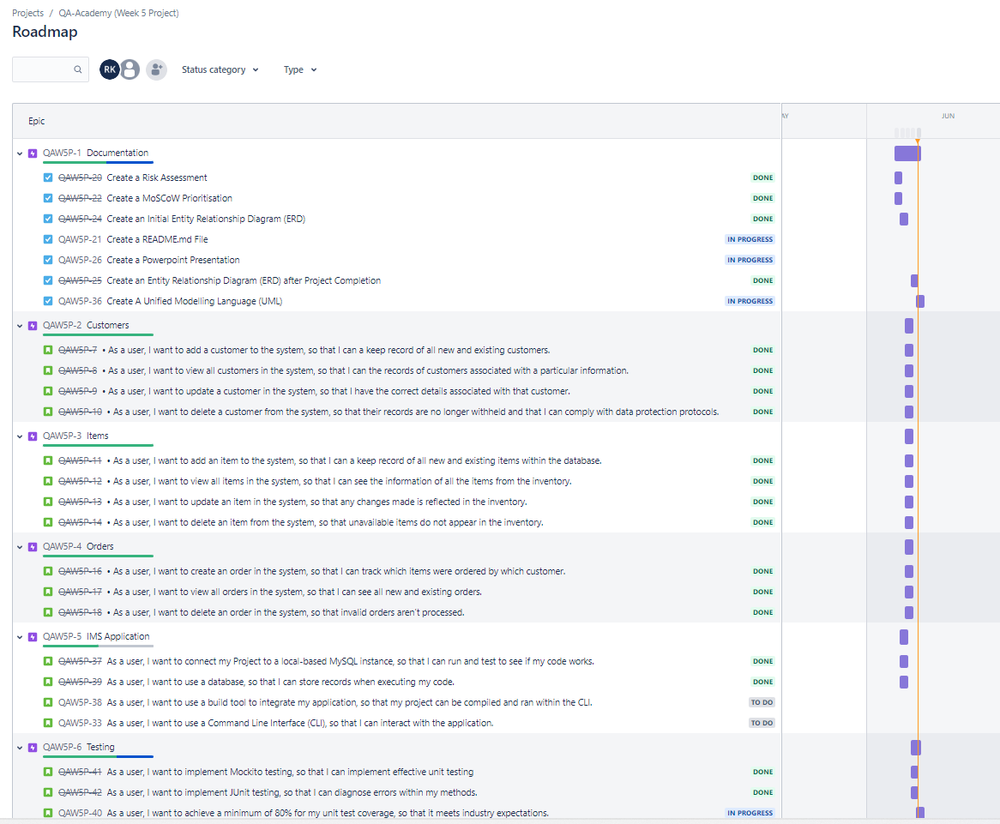 Projects / QA-Academy (Week 5 Project)
Roadmap
RK Status category Type
Epic AY JUN
QAW5P-1 Documentation
QAW5P-20 Create a Risk Assessment DONE
QAW5P-22 Create a MoSCoW Prioritisation DONE
QAW5P-24 Create an Initial Entity Relationship Diagram (ERD) DONE
QAW5P-21 Create a README.md File IN PROGRESS
QAW5P-26 Create a Powerpoint Presentation IN PROGRESS
QAW5P-25 Create an Entity Relationship Diagram (ERD) after Project Completion DONE
QAW5P-36 Create A Unified Modelling Language (UML) IN PROGRESS
QAW5P-2 Customers
QAW5P-7 • As a user, I want to add a customer to the system, so that I can a keep record of all new and existing customers. DONE
QAW5P-8 • As a user, I want to view all customers in the system, so that I can the records of customers associated with a particular information. DONE
QAW5P-9 • As a user, I want to update a customer in the system, so that I have the correct details associated with that customer. DONE
QAW5P-10 • As a user, I want to delete a customer from the system, so that their records are no longer withheld and that I can comply with data protection protocols. DONE
QAW5P-3 Items
QAW5P-11 • As a user, I want to add an item to the system, so that I can a keep record of all new and existing items within the database. DONE
QAW5P-12 • As a user, I want to view all items in the system, so that I can see the information of all the items from the inventory. DONE
QAW5P-13 • As a user, I want to update an item in the system, so that any changes made is reflected in the inventory. DONE
QAW5P-14 • As a user, I want to delete an item from the system, so that unavailable items do not appear in the inventory. DONE
QAW5P-4 Orders
QAW5P-16 • As a user, I want to create an order in the system, so that I can track which items were ordered by which customer. DONE
QAW5P-17 • As a user, I want to view all orders in the system, so that I can see all new and existing orders. DONE
QAW5P-18 • As a user, I want to delete an order in the system, so that invalid orders aren't processed. DONE
QAW5P-5 IMS Application
QAW5P-37 As a user, I want to connect my Project to a local-based MySQL instance, so that I can run and test to see if my code works. DONE
QAW5P-39 As a user, I want to use a database, so that I can store records when executing my code. DONE
QAW5P-38 As a user, I want to use a build tool to integrate my application, so that my project can be compiled and ran within the CLI. TO DO
QAW5P-33 As a user, I want to use a Command Line Interface (CLI), so that I can interact with the application. TO DO
QAW5P-6 Testing
QAW5P-41 As a user, I want to implement Mockito testing, so that I can implement effective unit testing DONE
QAW5P-42 As a user, I want to implement JUnit testing, so that I can diagnose errors within my methods. DONE
QAW5P-40 As a user, I want to achieve a minimum of 80% for my unit test coverage, so that it meets industry expectations. IN PROGRESS